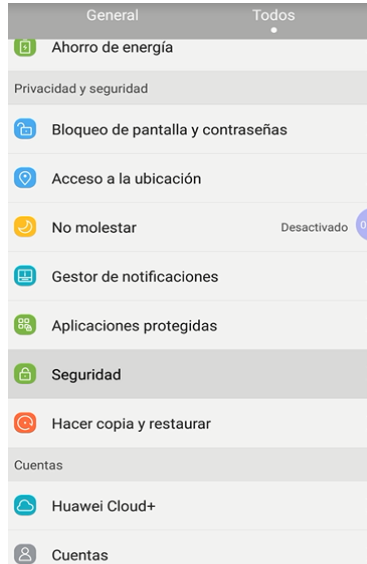 General Todos
Ahorro de energía
Privacidad y seguridad
Bloqueo de pantalla y contraseñas
Acceso a la ubicación
No molestar Desactivado
Gestor de notificaciones
Aplicaciones protegidas
Seguridad
Hacer copia y restaurar
Cuentas
Huawei Cloud+
Cuentas